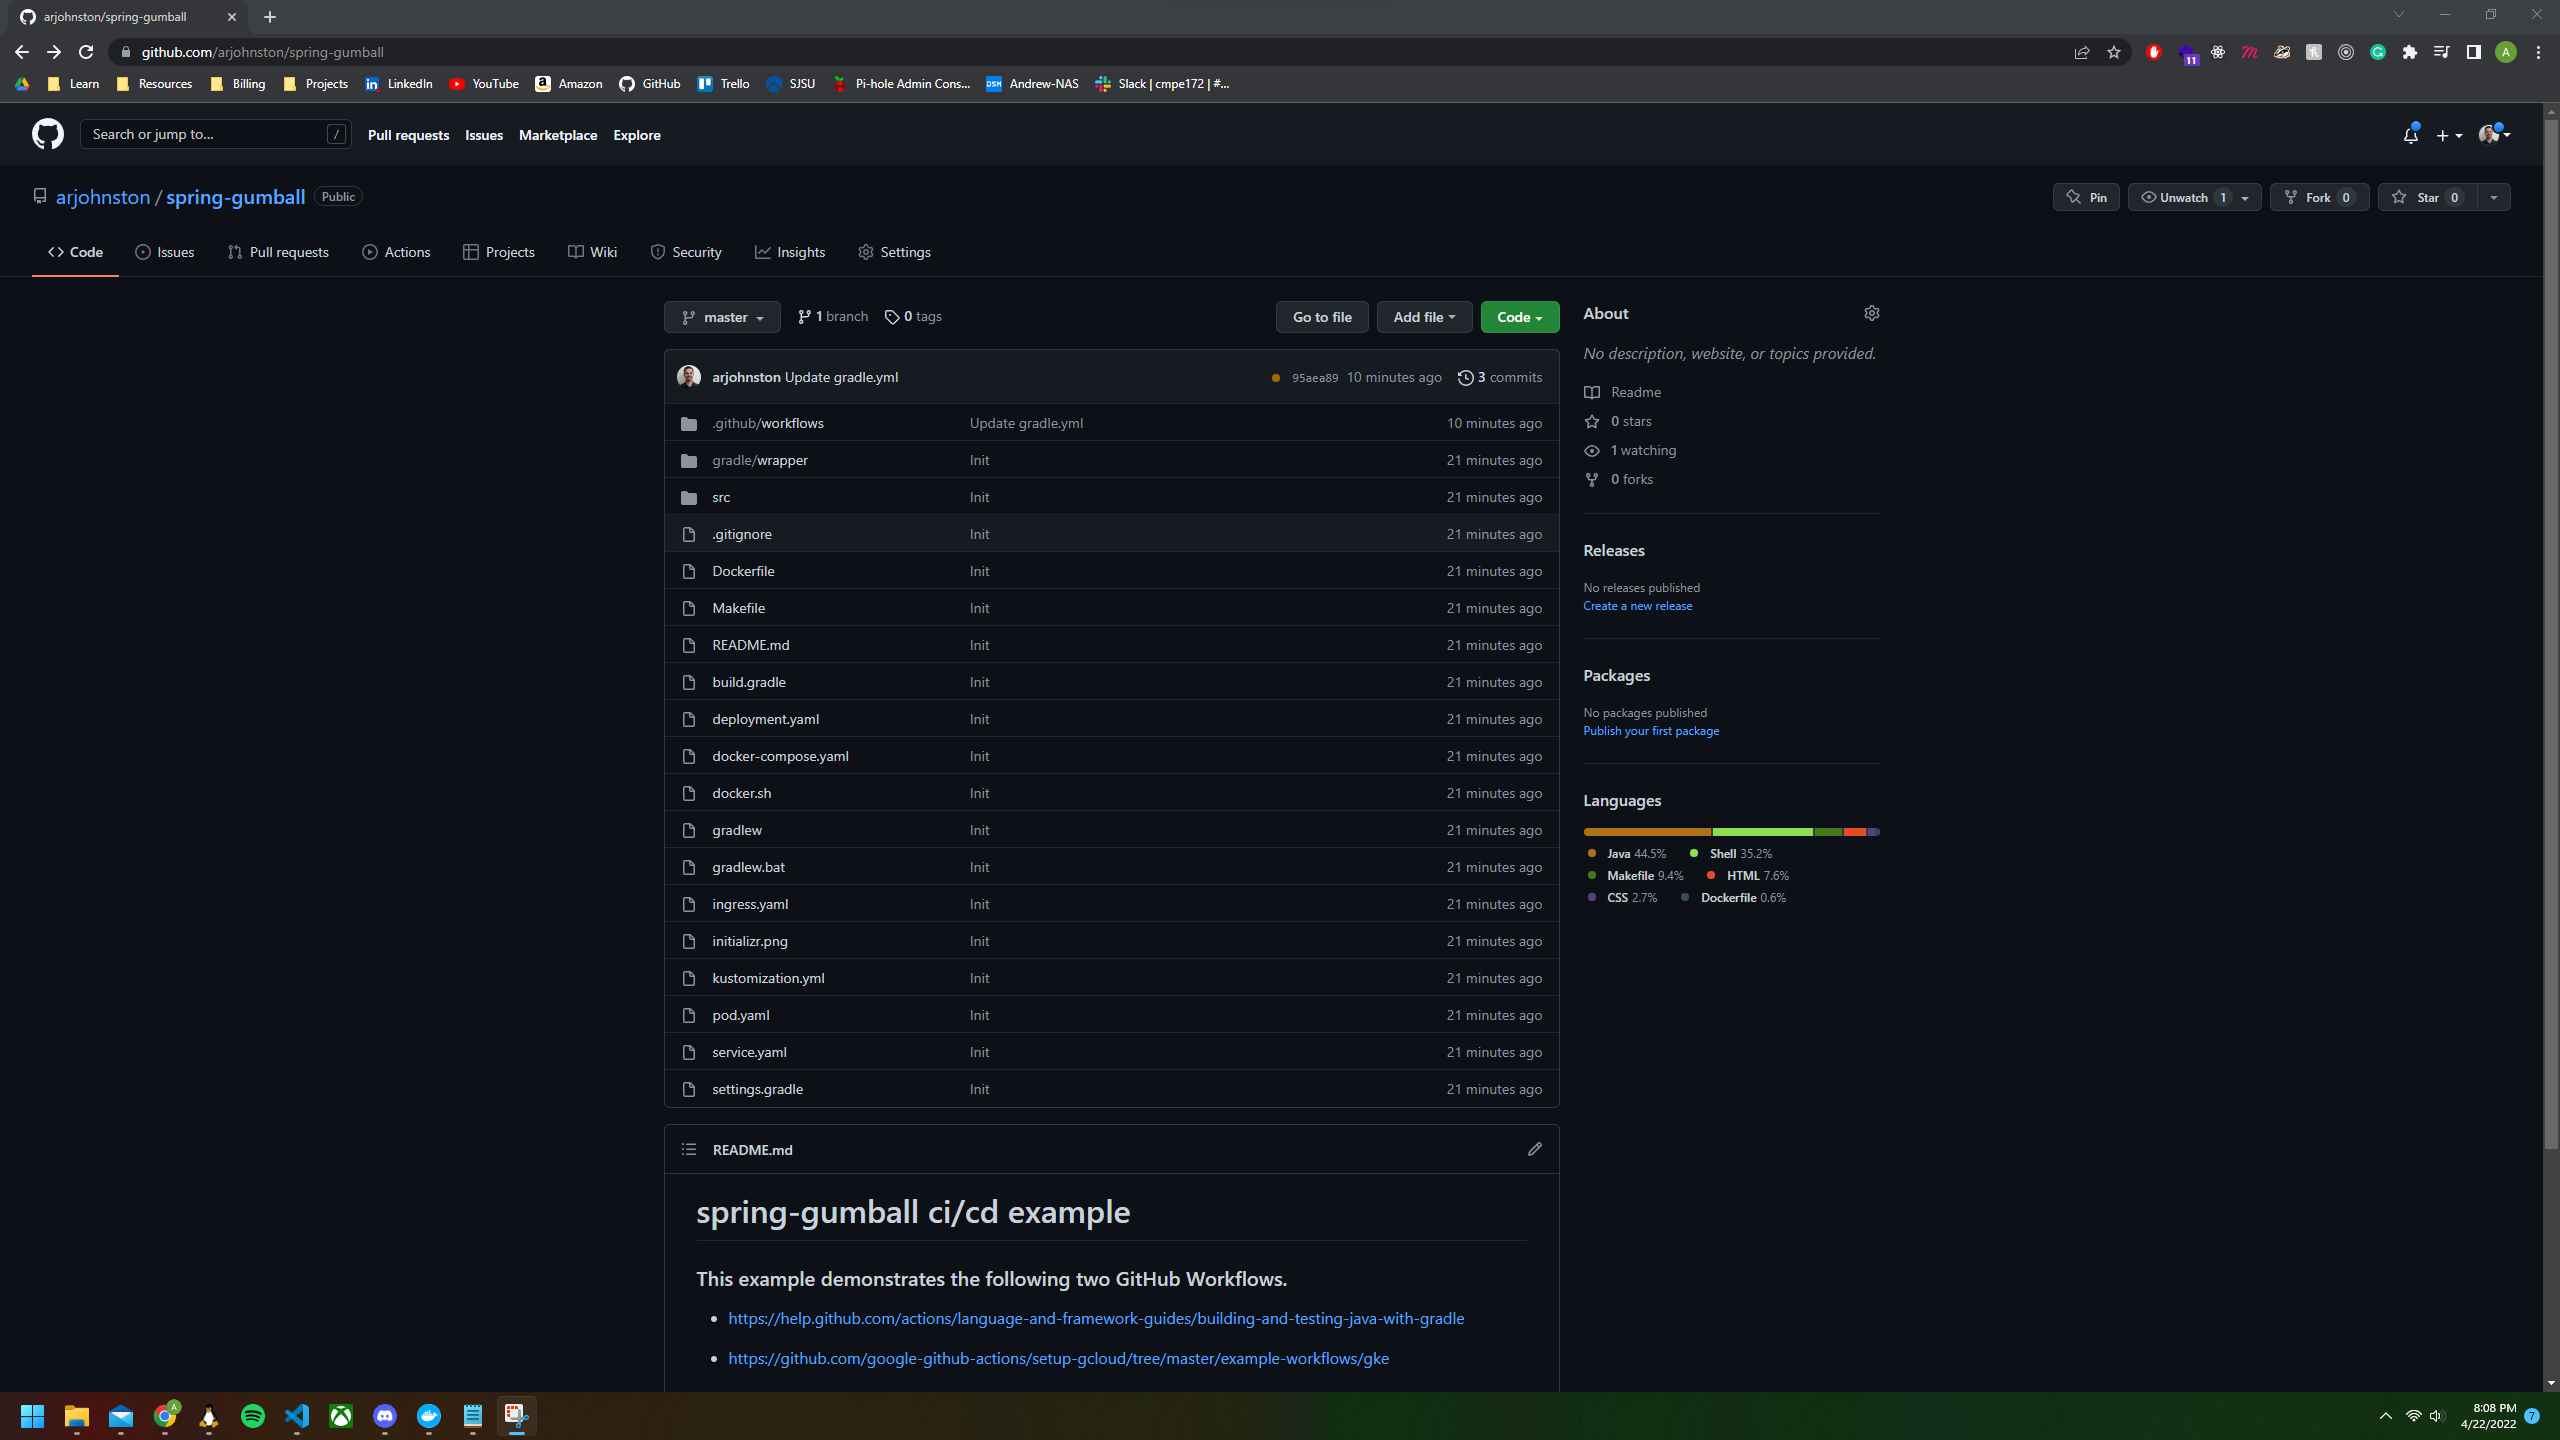 arjohnston/spring-gumball
github.com/arjohnston/spring-gumball
11
A
Learn Resources Billing Projects LinkedIn YouTube Amazon GitHub Trello SJSU Pi-hole Admin Cons... DSM Andrew-NAS Slack | cmpe172 | #...
Search or jump to... / Pull requests Issues Marketplace Explore
arjohnston / spring-gumball Public Pin Unwatch 1 Fork 0 Star 0
Code Issues Pull requests Actions Projects Wiki Security Insights Settings
master 1 branch 0 tags Go to file Add file Code
arjohnston Update gradle.yml 95aea89 10 minutes ago 3 commits
.github/workflows Update gradle.yml 10 minutes ago
gradle/wrapper Init 21 minutes ago
src Init 21 minutes ago
.gitignore Init 21 minutes ago
Dockerfile Init 21 minutes ago
Makefile Init 21 minutes ago
README.md Init 21 minutes ago
build.gradle Init 21 minutes ago
deployment.yaml Init 21 minutes ago
docker-compose.yaml Init 21 minutes ago
docker.sh Init 21 minutes ago
gradlew Init 21 minutes ago
gradlew.bat Init 21 minutes ago
ingress.yaml Init 21 minutes ago
initializr.png Init 21 minutes ago
kustomization.yml Init 21 minutes ago
pod.yaml Init 21 minutes ago
service.yaml Init 21 minutes ago
settings.gradle Init 21 minutes ago
README.md
spring-gumball ci/cd example
This example demonstrates the following two GitHub Workflows.
https://help.github.com/actions/language-and-framework-guides/building-and-testing-java-with-gradle
https://github.com/google-github-actions/setup-gcloud/tree/master/example-workflows/gke
About
No description, website, or topics provided.
Readme
0 stars
1 watching
0 forks
Releases
No releases published
Create a new release
Packages
No packages published
Publish your first package
Languages
Java 44.5% Shell 35.2%
Makefile 9.4% HTML 7.6%
CSS 2.7% Dockerfile 0.6%
A
8:08 PM
4/22/2022
7